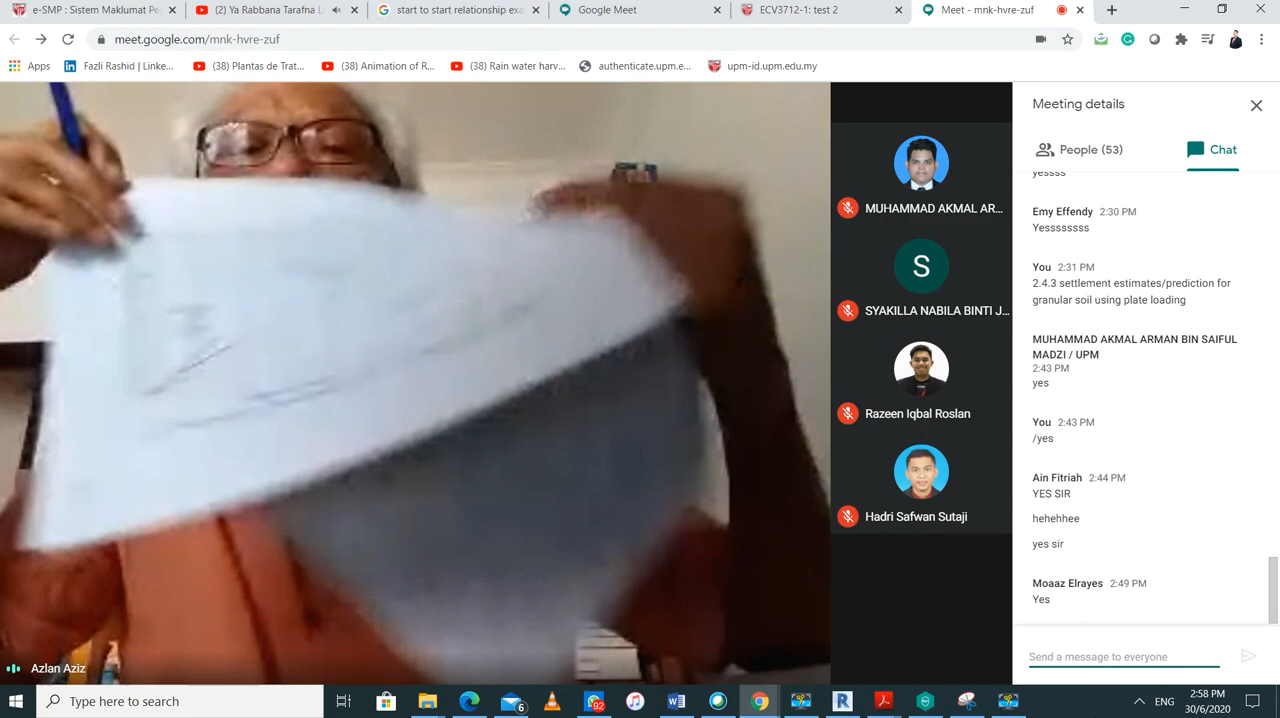 e-SMP : Sistem Maklumat Pel
(2) Ya Rabbana Tarafna
start to start relationship exa
Google Meet
ECV3712-1: test 2
Meet - mnk-hvre-zuf
meet.google.com/mnk-hvre-zuf
Apps
Fazli Rashid | Linke...
(38) Plantas de Trat...
(38) Animation of R...
(38) Rain water harv...
authenticate.upm.e...
upm-id.upm.edu.my
Meeting details
People (53)
Chat
yessss
Emy Effendy 2:30 PM
Yessssssss
You 2:31 PM
2.4.3 settlement estimates/prediction for
granular soil using plate loading
MUHAMMAD AKMAL ARMAN BIN SAIFUL
MADZI / UPM
2:43 PM
yes
You 2:43 PM
/yes
Ain Fitriah 2:44 PM
YES SIR
hehehhee
yes sir
Moaaz Elrayes 2:49 PM
Yes
Send a message to everyone
MUHAMMAD AKMAL AR...
S
SYAKILLA NABILA BINTI J...
Razeen Iqbal Roslan
Hadri Safwan Sutaji
Azlan Aziz
Type here to search
6
92
ENG
2:58 PM
30/6/2020